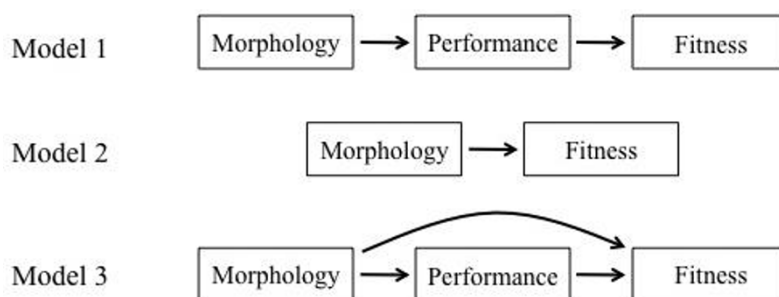 Model 1 Morphology Performance Fitness
Model 2 Morphology Fitness
Model 3 Morphology Performance Fitness